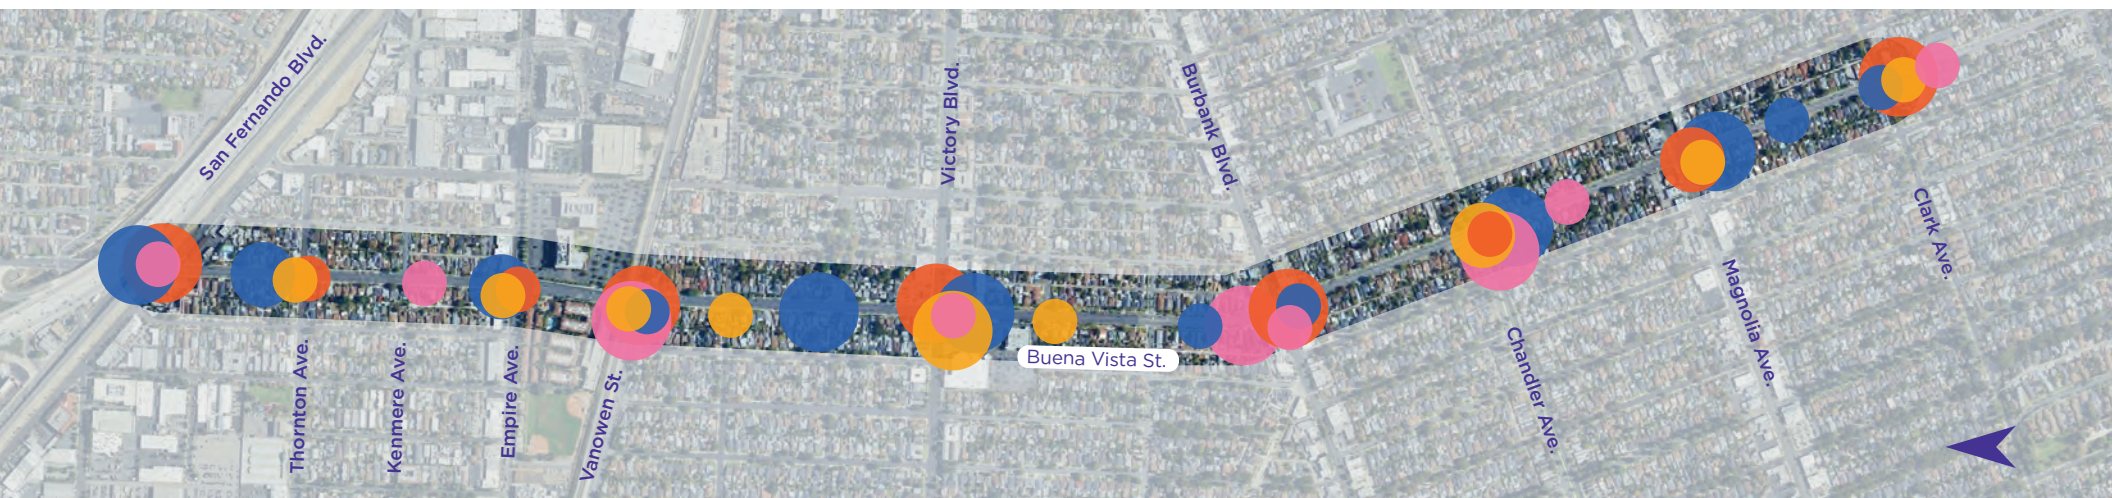 San Fernando Blvd.
Victory Blvd.
Burbank Blvd.
Clark Ave.
Magnolia Ave.
Chandler Ave.
Buena Vista St.
Thornton Ave.
Kenmere Ave.
Empire Ave.
Vanowen St.